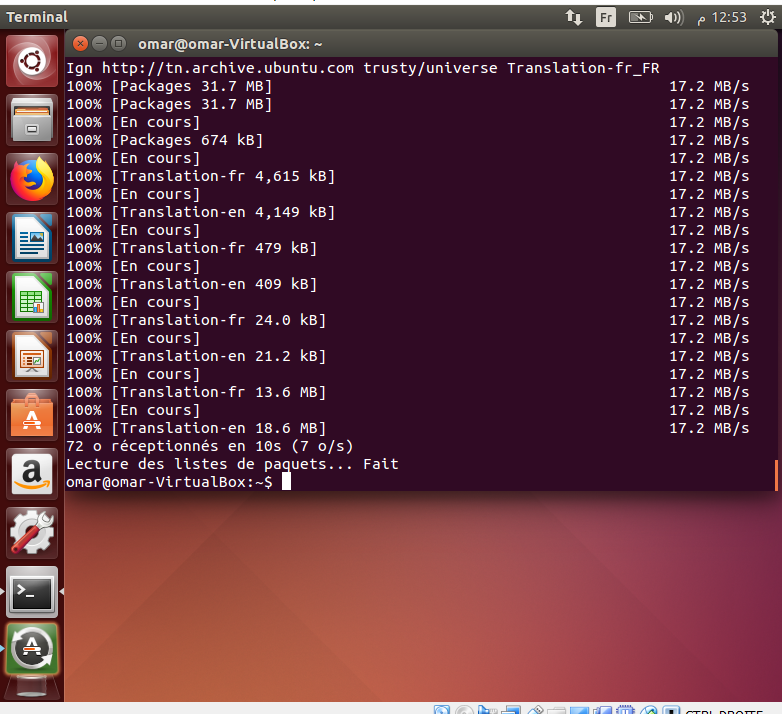 Terminal
Fr
م 12:53
omar@omar-VirtualBox: ~
Ign http://tn.archive.ubuntu.com trusty/universe Translation-fr_FR
100% [Packages 31.7 MB] 17.2 MB/s
100% [Packages 31.7 MB] 17.2 MB/s
100% [En cours] 17.2 MB/s
100% [Packages 674 kB] 17.2 MB/s
100% [En cours] 17.2 MB/s
100% [Translation-fr 4,615 kB] 17.2 MB/s
100% [En cours] 17.2 MB/s
100% [Translation-en 4,149 kB] 17.2 MB/s
100% [En cours] 17.2 MB/s
100% [Translation-fr 479 kB] 17.2 MB/s
100% [En cours] 17.2 MB/s
100% [Translation-en 409 kB] 17.2 MB/s
100% [En cours] 17.2 MB/s
100% [Translation-fr 24.0 kB] 17.2 MB/s
100% [En cours] 17.2 MB/s
100% [Translation-en 21.2 kB] 17.2 MB/s
100% [En cours] 17.2 MB/s
100% [Translation-fr 13.6 MB] 17.2 MB/s
100% [En cours] 17.2 MB/s
100% [Translation-en 18.6 MB] 17.2 MB/s
72 o réceptionnés en 10s (7 o/s)
Lecture des listes de paquets... Fait
omar@omar-VirtualBox:~$
CTRL DROITE